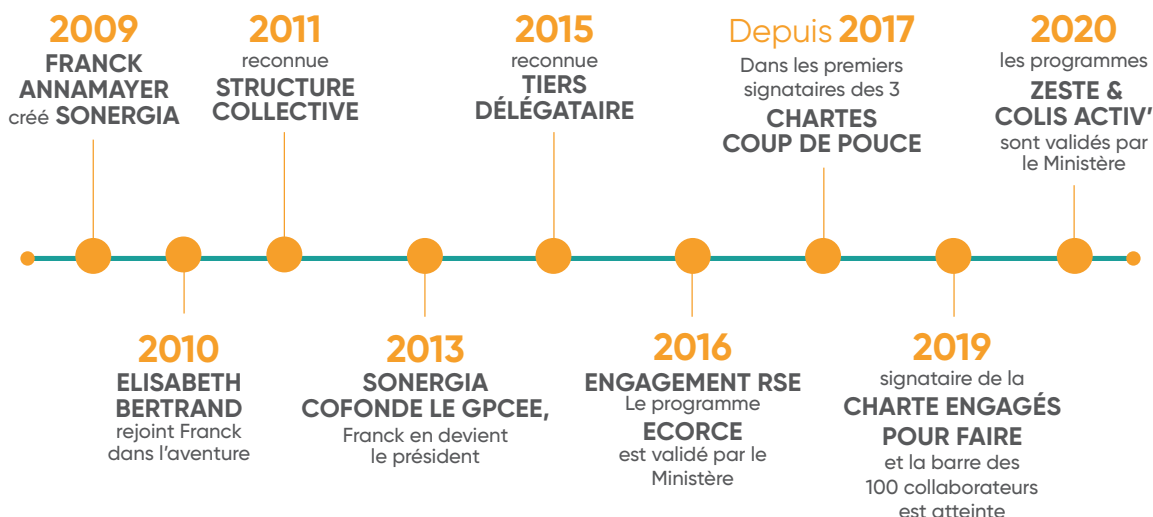 2009
FRANCK
ANNAMAYER
créé SONERGIA
2010
ELISABETH
BERTRAND
rejoint Franck
dans l'aventure
2011
reconnue
STRUCTURE
COLLECTIVE
2013
SONERGIA
COFONDE LE GPCEE,
Franck en devient
le président
2015
reconnue
TIERS
DÉLÉGATAIRE
2016
ENGAGEMENT RSE
Le programme
ECORCE
est validé par le
Ministère
Depuis 2017
Dans les premiers
signataires des 3
CHARTES
COUP DE POUCE
2019
signataire de la
CHARTE ENGAGÉS
POUR FAIRE
et la barre des
100 collaborateurs
est atteinte
2020
les programmes
ZESTE &
COLIS ACTIV'
sont validés par
le Ministère